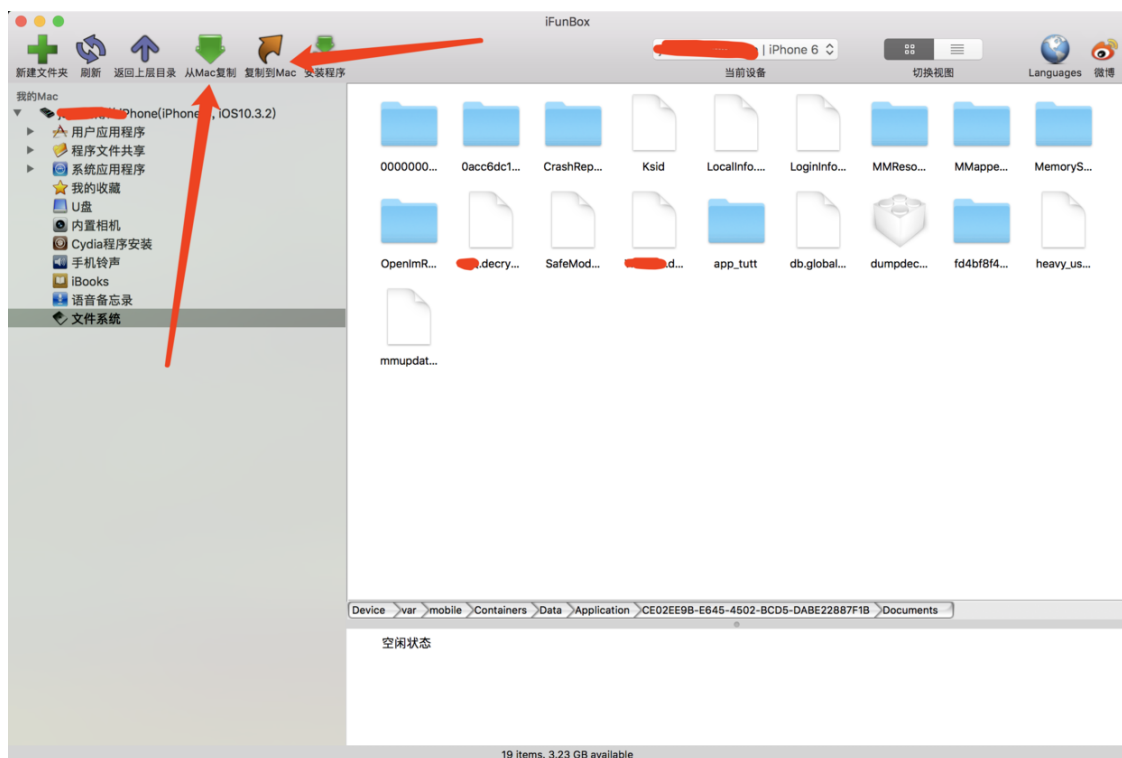 iFunBox
新建文件夹 刷新 返回上层目录 从Mac复制 复制到Mac 安装程序
| iPhone 6
当前设备 切换视图 Languages 微博
我的Mac
Phone(iPhone , iOS10.3.2)
用户应用程序
程序文件共享
系统应用程序
我的收藏
U盘
内置相机
Cydia程序安装
手机铃声
iBooks
语音备忘录
文件系统
0000000... 0acc6dc1... CrashRep... Ksid LocalInfo.... LoginInfo... MMReso... MMappe... MemoryS...
OpenImR... .decry... SafeMod... .d... app_tutt db.global... dumpdec... fd4bf8f4... heavy_us...
mmupdat...
Device var mobile Containers Data Application CE02EE9B-E645-4502-BCD5-DABE22887F1B Documents
空闲状态
19 items, 3.23 GB available